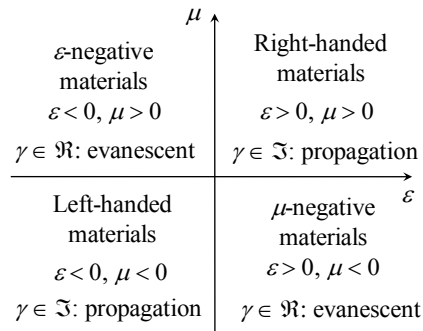 μ
ε-negative
materials
ε < 0, μ > 0
γ ∈ ℜ: evanescent
Right-handed
materials
ε > 0, μ > 0
γ ∈ ℑ: propagation
ε
Left-handed
materials
ε < 0, μ < 0
γ ∈ ℑ: propagation
μ-negative
materials
ε > 0, μ < 0
γ ∈ ℜ: evanescent